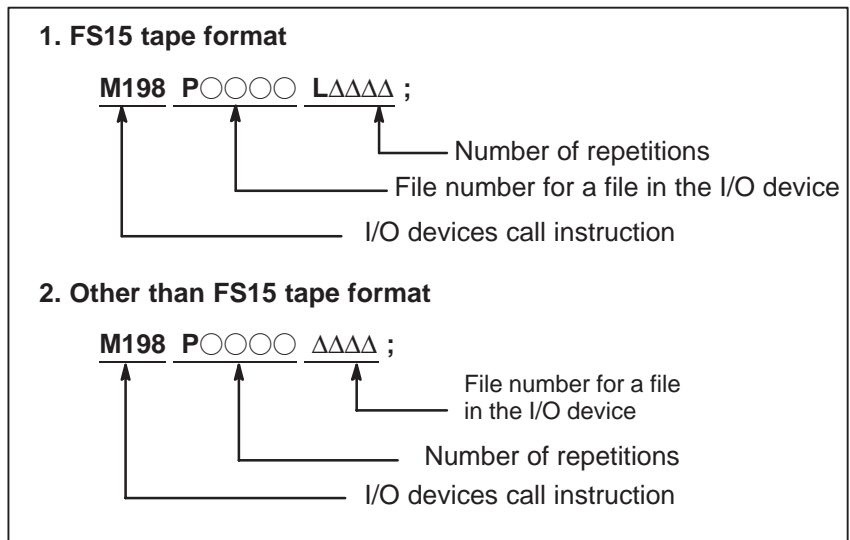 1. FS15 tape format
M198 P○○○○ L∆∆∆∆ ;
Number of repetitions
File number for a file in the I/O device
I/O devices call instruction
2. Other than FS15 tape format
M198 P○○○○ ∆∆∆∆ ;
File number for a file
in the I/O device
Number of repetitions
I/O devices call instruction